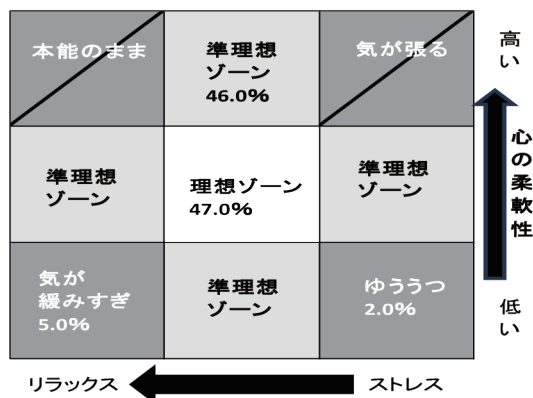 本能のまま
準理想
ゾーン
46.0%
気が張る
高い
準理想
ゾーン
理想ゾーン
47.0%
準理想
ゾーン
心の柔軟性
気が
緩みすぎ
5.0%
準理想
ゾーン
ゆううつ
2.0%
低い
リラックス
ストレス